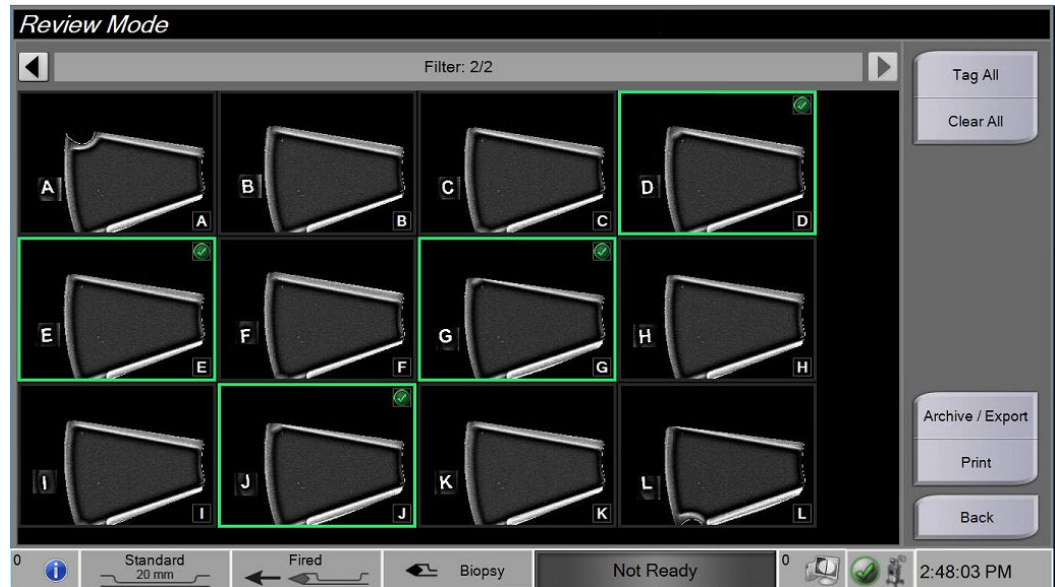 Review Mode
Filter: 2/2
Tag All
Clear All
A A
B B
C C
D D
E E
F F
G G
H H
I I
J J
K K
L L
Archive / Export
Print
Back
0
Standard
20 mm
Fired
Biopsy
Not Ready
0
2:48:03 PM